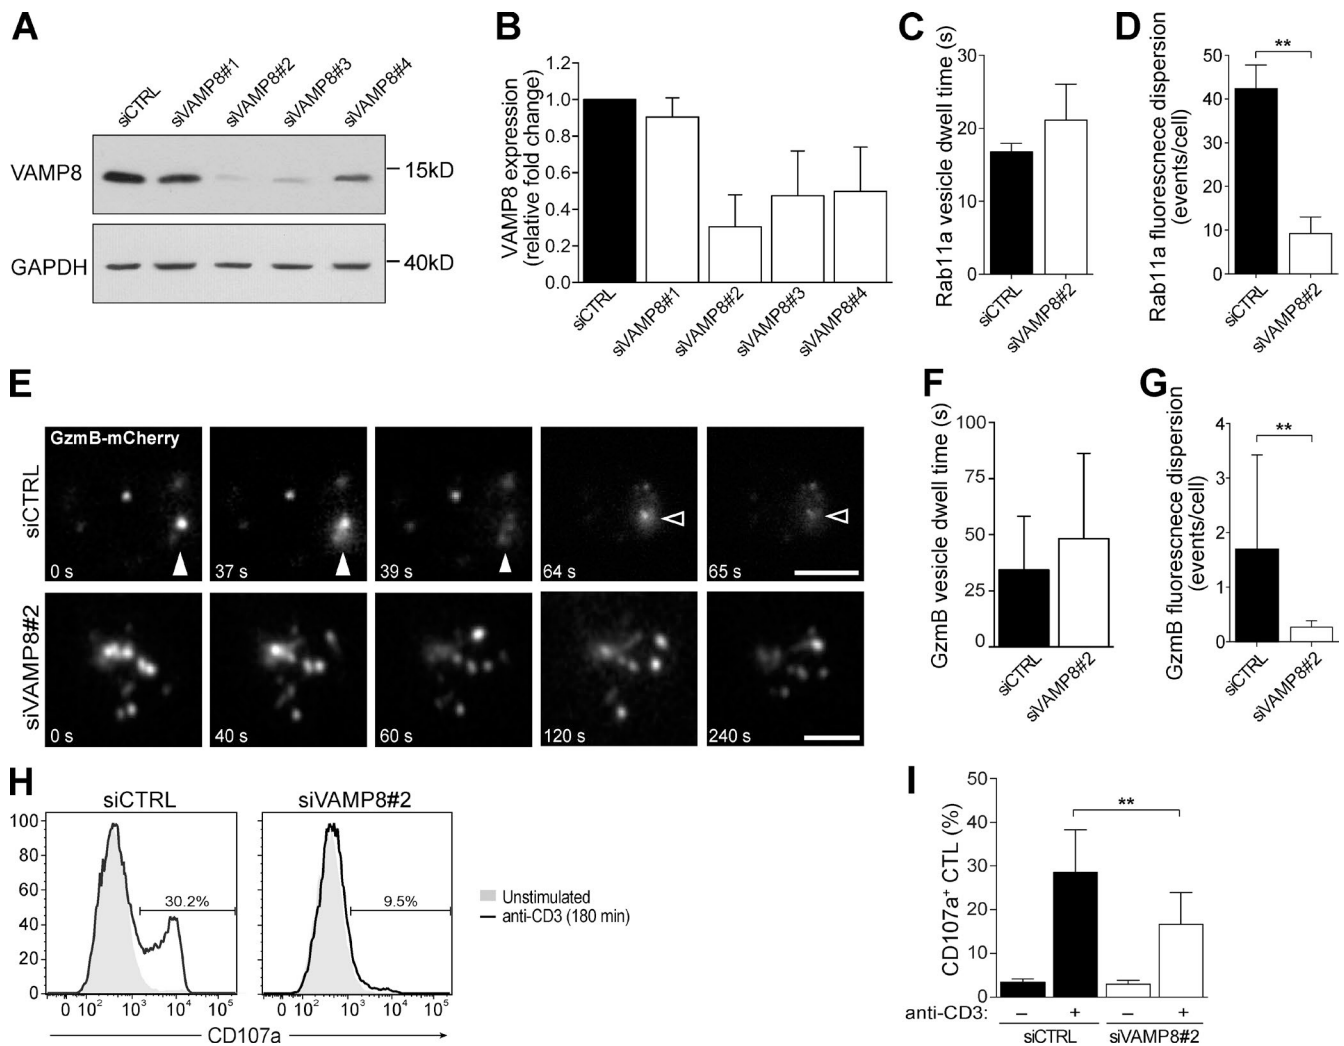 A
siCTRL
siVAMP8#1
siVAMP8#2
siVAMP8#3
siVAMP8#4
VAMP8
15kD
GAPDH
40kD
B
VAMP8 expression
(relative fold change)
1.2
1.0
0.8
0.6
0.4
0.2
0.0
siCTRL
siVAMP8#1
siVAMP8#2
siVAMP8#3
siVAMP8#4
C
Rab11a vesicle dwell time (s)
30
20
10
0
siCTRL
siVAMP8#2
D
Rab11a fluorescnece dispersion
(events/cell)
50
40
30
20
10
0
**
siCTRL
siVAMP8#2
E
siCTRL
GzmB-mCherry
0 s
37 s
39 s
64 s
65 s
siVAMP8#2
0 s
40 s
60 s
120 s
240 s
F
GzmB vesicle dwell time (s)
100
75
50
25
0
siCTRL
siVAMP8#2
G
GzmB fluorescnece dispersion
(events/cell)
4
3
2
1
0
**
siCTRL
siVAMP8#2
H
siCTRL
siVAMP8#2
100
80
60
40
20
0
30.2%
9.5%
0 10² 10³ 10⁴ 10⁵
0 10² 10³ 10⁴ 10⁵
CD107a
Unstimulated
anti-CD3 (180 min)
I
CD107a⁺ CTL (%)
50
40
30
20
10
0
**
anti-CD3: – + – +
siCTRL siVAMP8#2